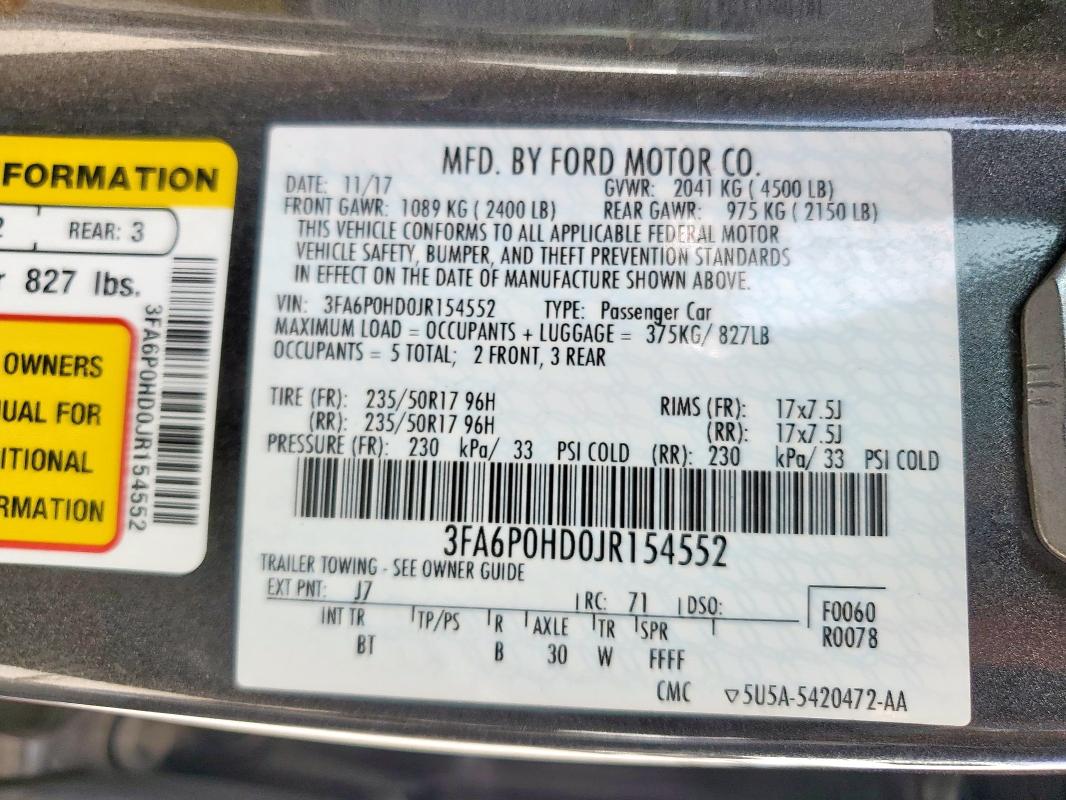 FORMATION
REAR: 3
827 lbs.
OWNERS
UAL FOR
ITIONAL
RMATION
3FA6P0HD0JR154552
MFD. BY FORD MOTOR CO.
DATE: 11/17 GVWR: 2041 KG ( 4500 LB)
FRONT GAWR: 1089 KG ( 2400 LB) REAR GAWR: 975 KG ( 2150 LB)
THIS VEHICLE CONFORMS TO ALL APPLICABLE FEDERAL MOTOR
VEHICLE SAFETY, BUMPER, AND THEFT PREVENTION STANDARDS
IN EFFECT ON THE DATE OF MANUFACTURE SHOWN ABOVE.
VIN: 3FA6P0HD0JR154552 TYPE: Passenger Car
MAXIMUM LOAD = OCCUPANTS + LUGGAGE = 375KG/ 827LB
OCCUPANTS = 5 TOTAL; 2 FRONT, 3 REAR
TIRE (FR): 235/50R17 96H RIMS (FR): 17x7.5J
(RR): 235/50R17 96H (RR): 17x7.5J
PRESSURE (FR): 230 kPa/ 33 PSI COLD (RR): 230 kPa/ 33 PSI COLD
3FA6P0HD0JR154552
TRAILER TOWING - SEE OWNER GUIDE
EXT PNT: J7 RC: 71 DSO: F0060
INT TR TP/PS R AXLE TR SPR R0078
BT B 30 W FFFF
CMC ▽5U5A-5420472-AA